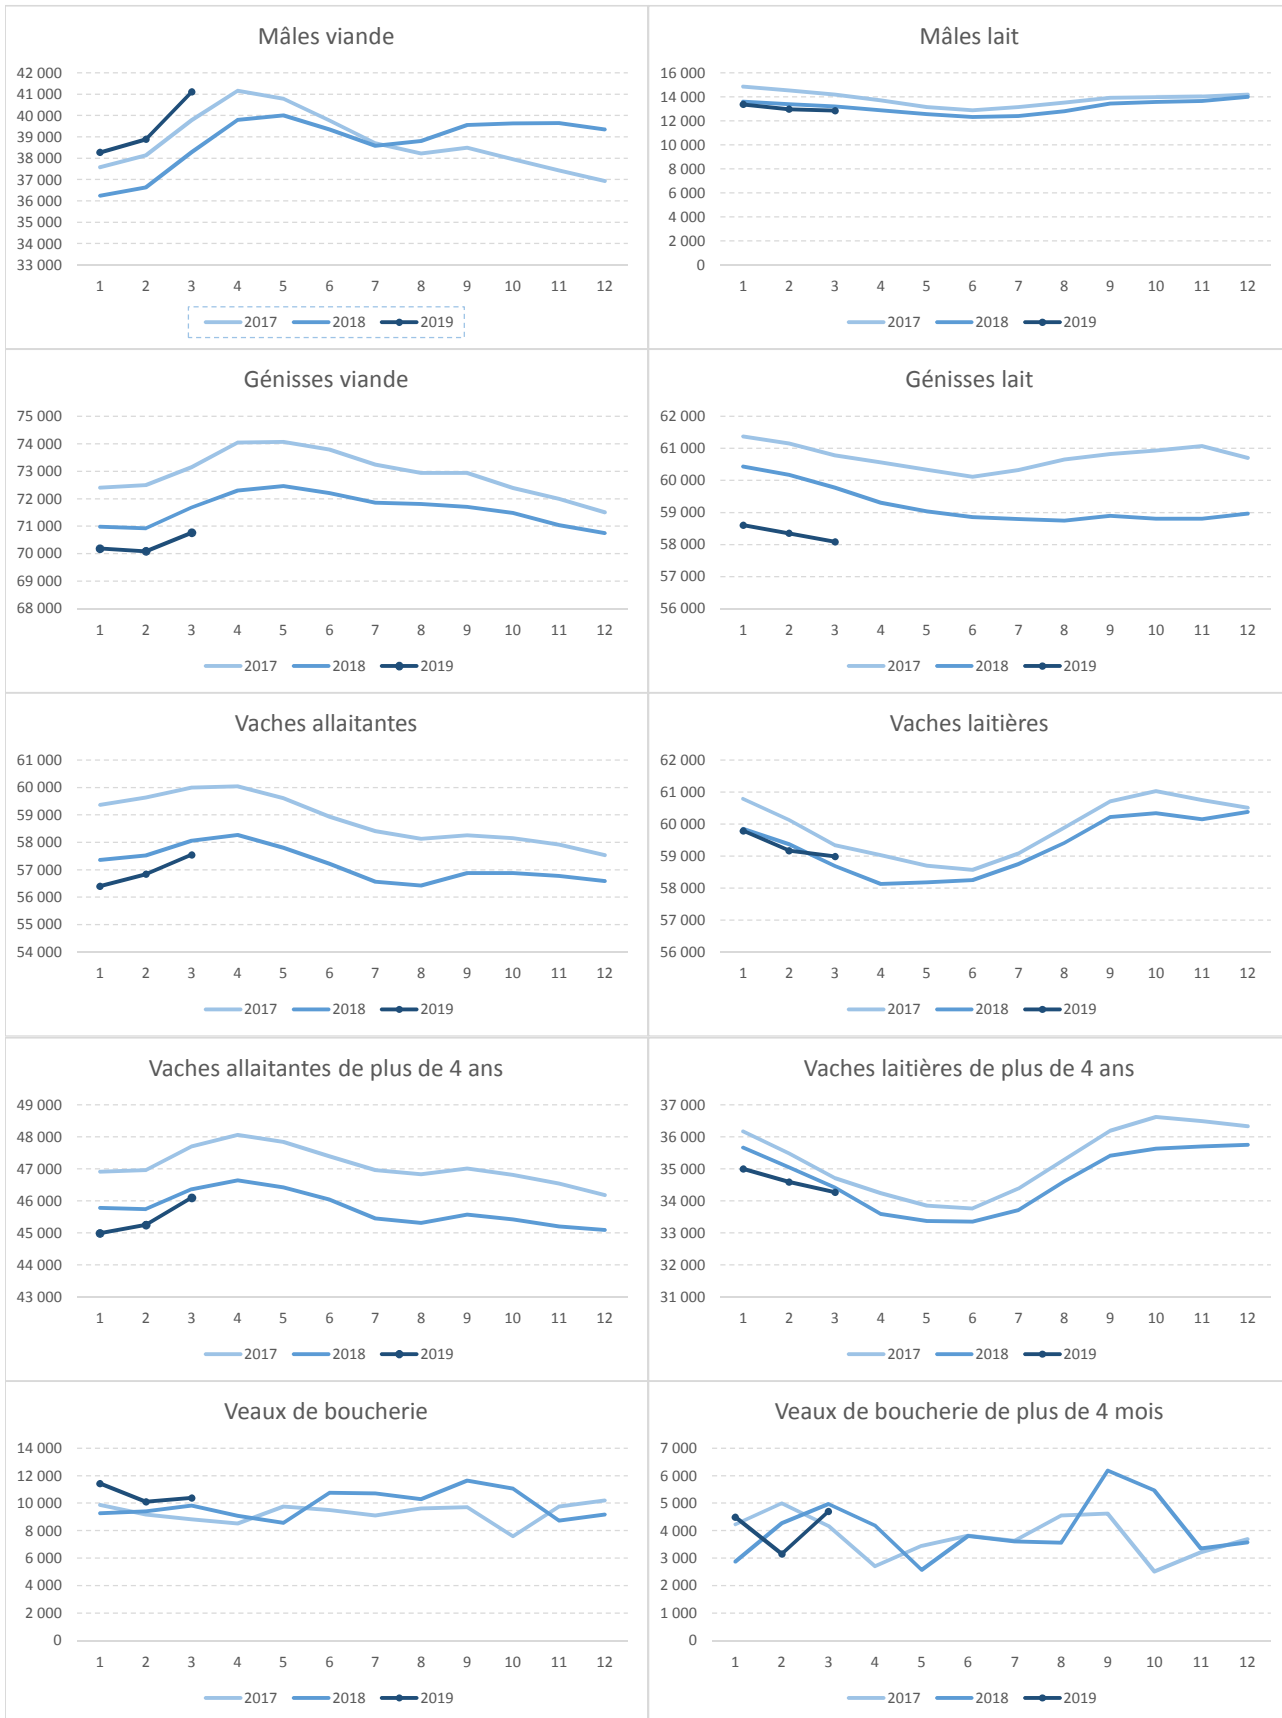 Mâles viande
42 000
41 000
40 000
39 000
38 000
37 000
36 000
35 000
34 000
33 000
1 2 3 4 5 6 7 8 9 10 11 12
2017 2018 2019
Mâles lait
16 000
14 000
12 000
10 000
8 000
6 000
4 000
2 000
0
1 2 3 4 5 6 7 8 9 10 11 12
2017 2018 2019
Génisses viande
75 000
74 000
73 000
72 000
71 000
70 000
69 000
68 000
1 2 3 4 5 6 7 8 9 10 11 12
2017 2018 2019
Génisses lait
62 000
61 000
60 000
59 000
58 000
57 000
56 000
1 2 3 4 5 6 7 8 9 10 11 12
2017 2018 2019
Vaches allaitantes
61 000
60 000
59 000
58 000
57 000
56 000
55 000
54 000
1 2 3 4 5 6 7 8 9 10 11 12
2017 2018 2019
Vaches laitières
62 000
61 000
60 000
59 000
58 000
57 000
56 000
1 2 3 4 5 6 7 8 9 10 11 12
2017 2018 2019
Vaches allaitantes de plus de 4 ans
49 000
48 000
47 000
46 000
45 000
44 000
43 000
1 2 3 4 5 6 7 8 9 10 11 12
2017 2018 2019
Vaches laitières de plus de 4 ans
37 000
36 000
35 000
34 000
33 000
32 000
31 000
1 2 3 4 5 6 7 8 9 10 11 12
2017 2018 2019
Veaux de boucherie
14 000
12 000
10 000
8 000
6 000
4 000
2 000
0
1 2 3 4 5 6 7 8 9 10 11 12
2017 2018 2019
Veaux de boucherie de plus de 4 mois
7 000
6 000
5 000
4 000
3 000
2 000
1 000
0
1 2 3 4 5 6 7 8 9 10 11 12
2017 2018 2019